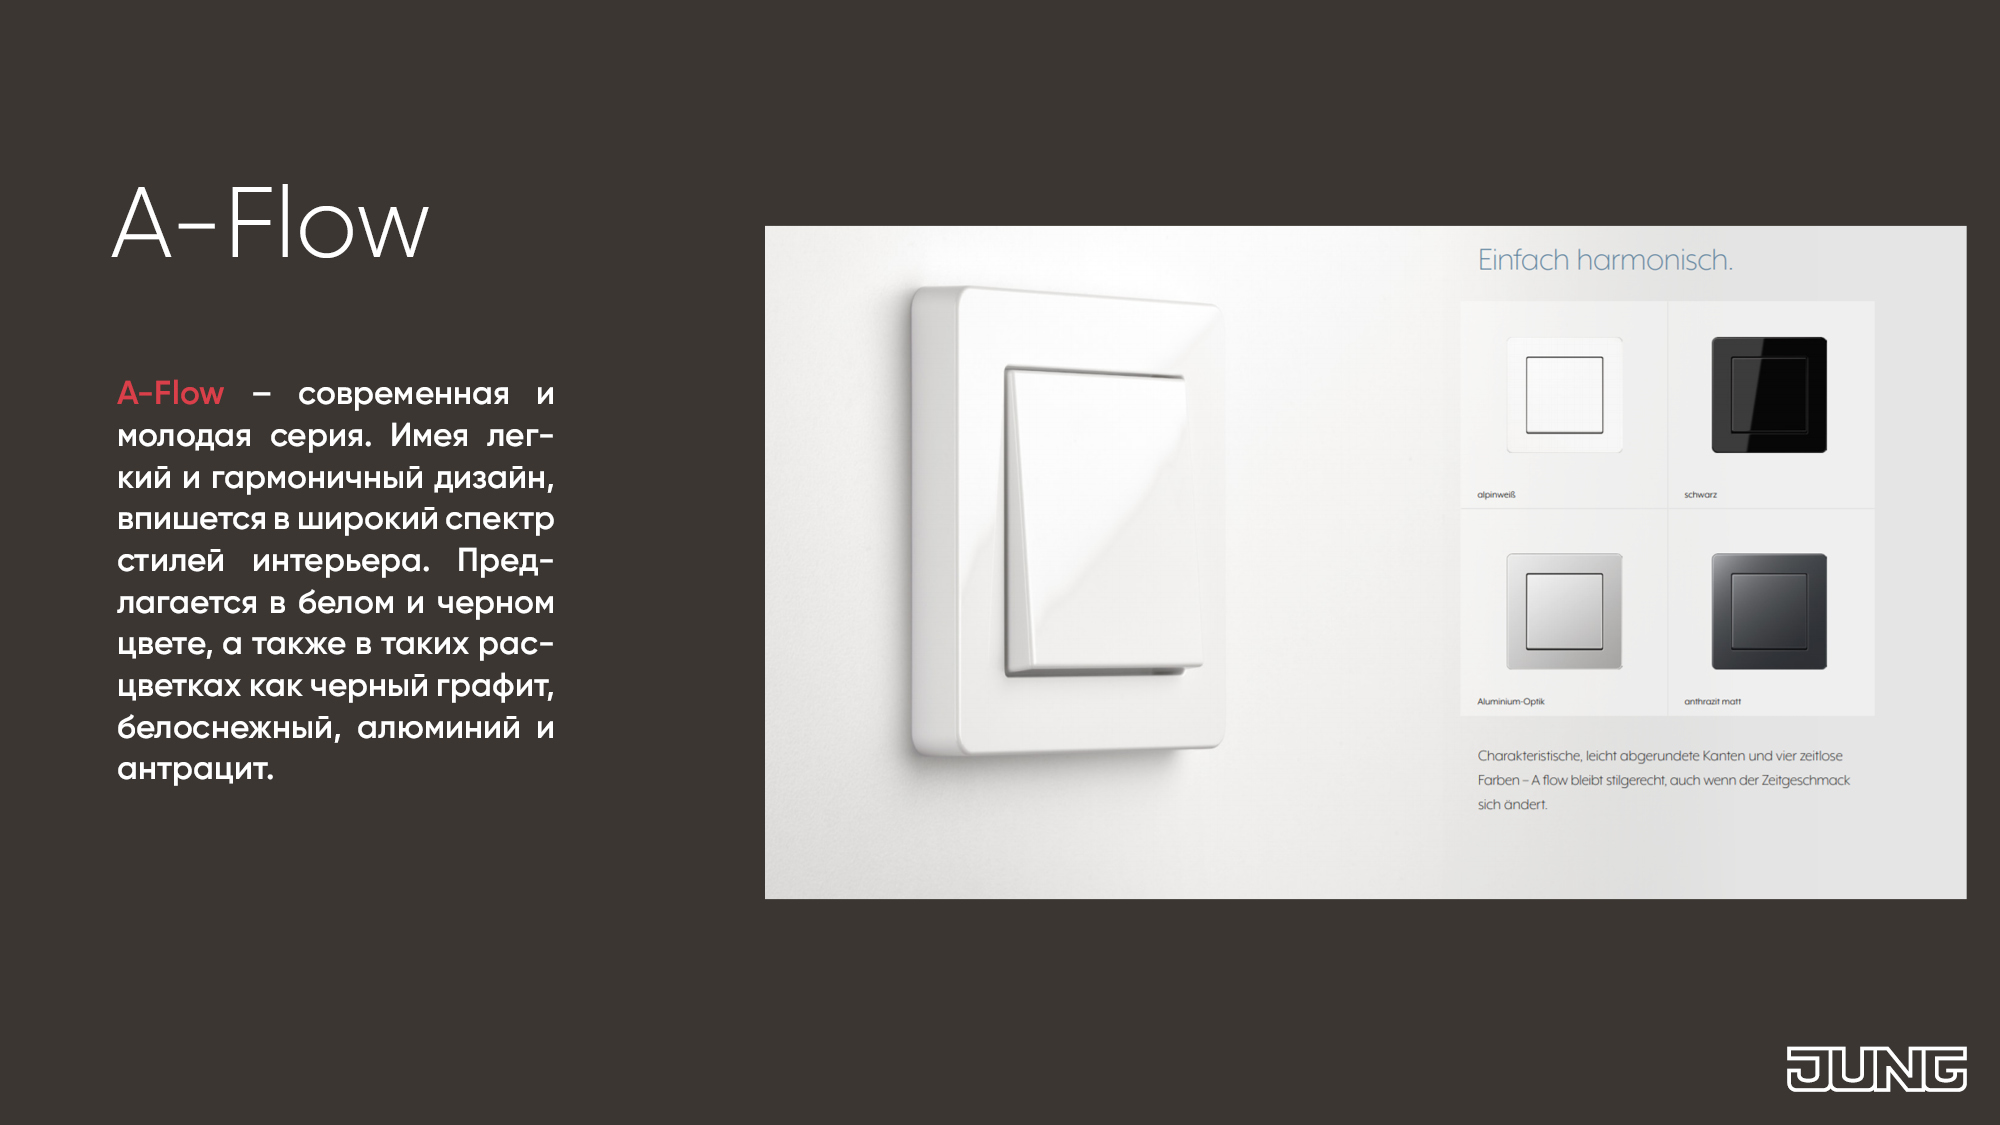 A-Flow
A-Flow – современная и
молодая серия. Имея лег-
кий и гармоничный дизайн,
впишется в широкий спектр
стилей интерьера. Пред-
лагается в белом и черном
цвете, а также в таких рас-
цветках как черный графит,
белоснежный, алюминий и
антрацит.
Einfach harmonisch.
alpinweiß
schwarz
Aluminium-Optik
anthrazit matt
Charakteristische, leicht abgerundete Kanten und vier zeitlose
Farben – A flow bleibt stilgerecht, auch wenn der Zeitgeschmack
sich ändert.
JUNG